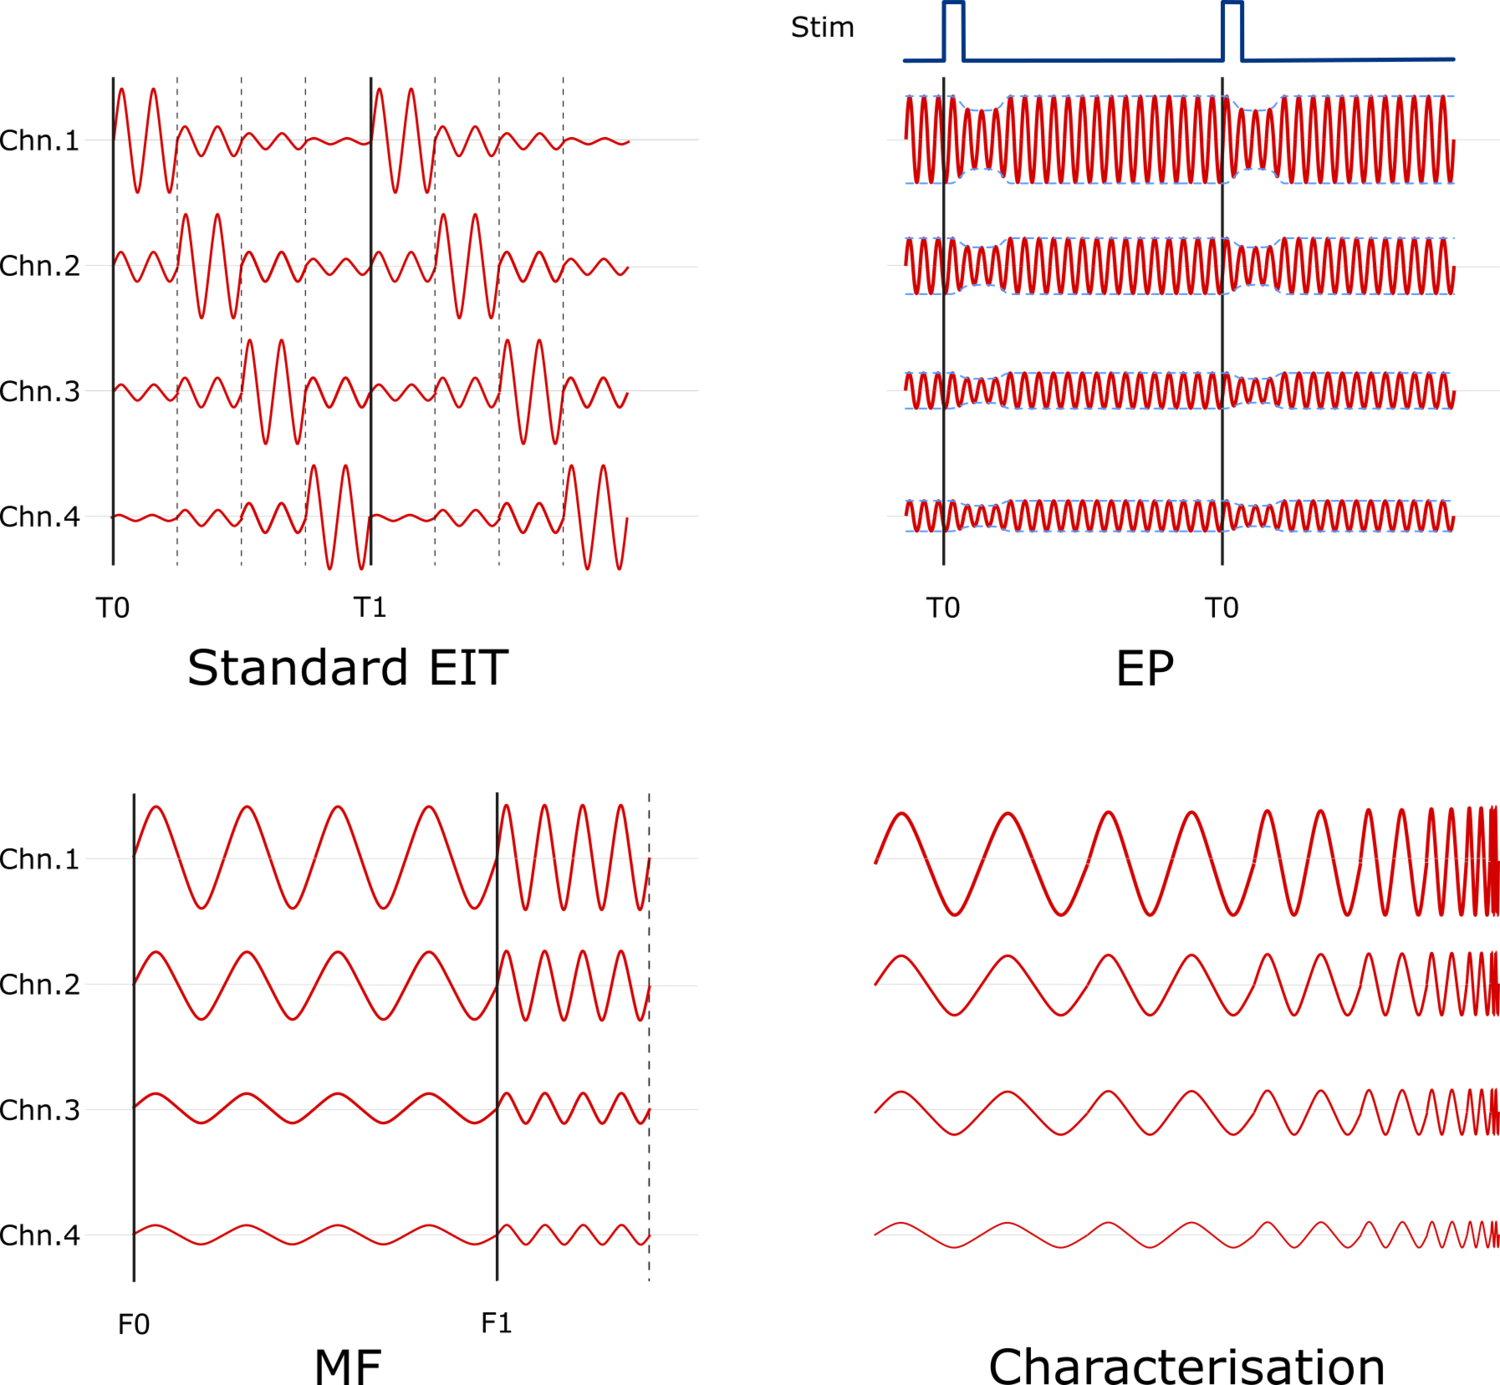 Stim
Chn.1
Chn.2
Chn.3
Chn.4
T0
T1
T0
T0
Standard EIT
EP
Chn.1
Chn.2
Chn.3
Chn.4
F0
F1
MF
Characterisation